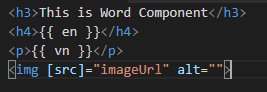 <h3>This is Word Component</h3>
<h4>{{ en }}</h4>
<p>{{ vn }}</p>
<img [src]="imageUrl" alt="">